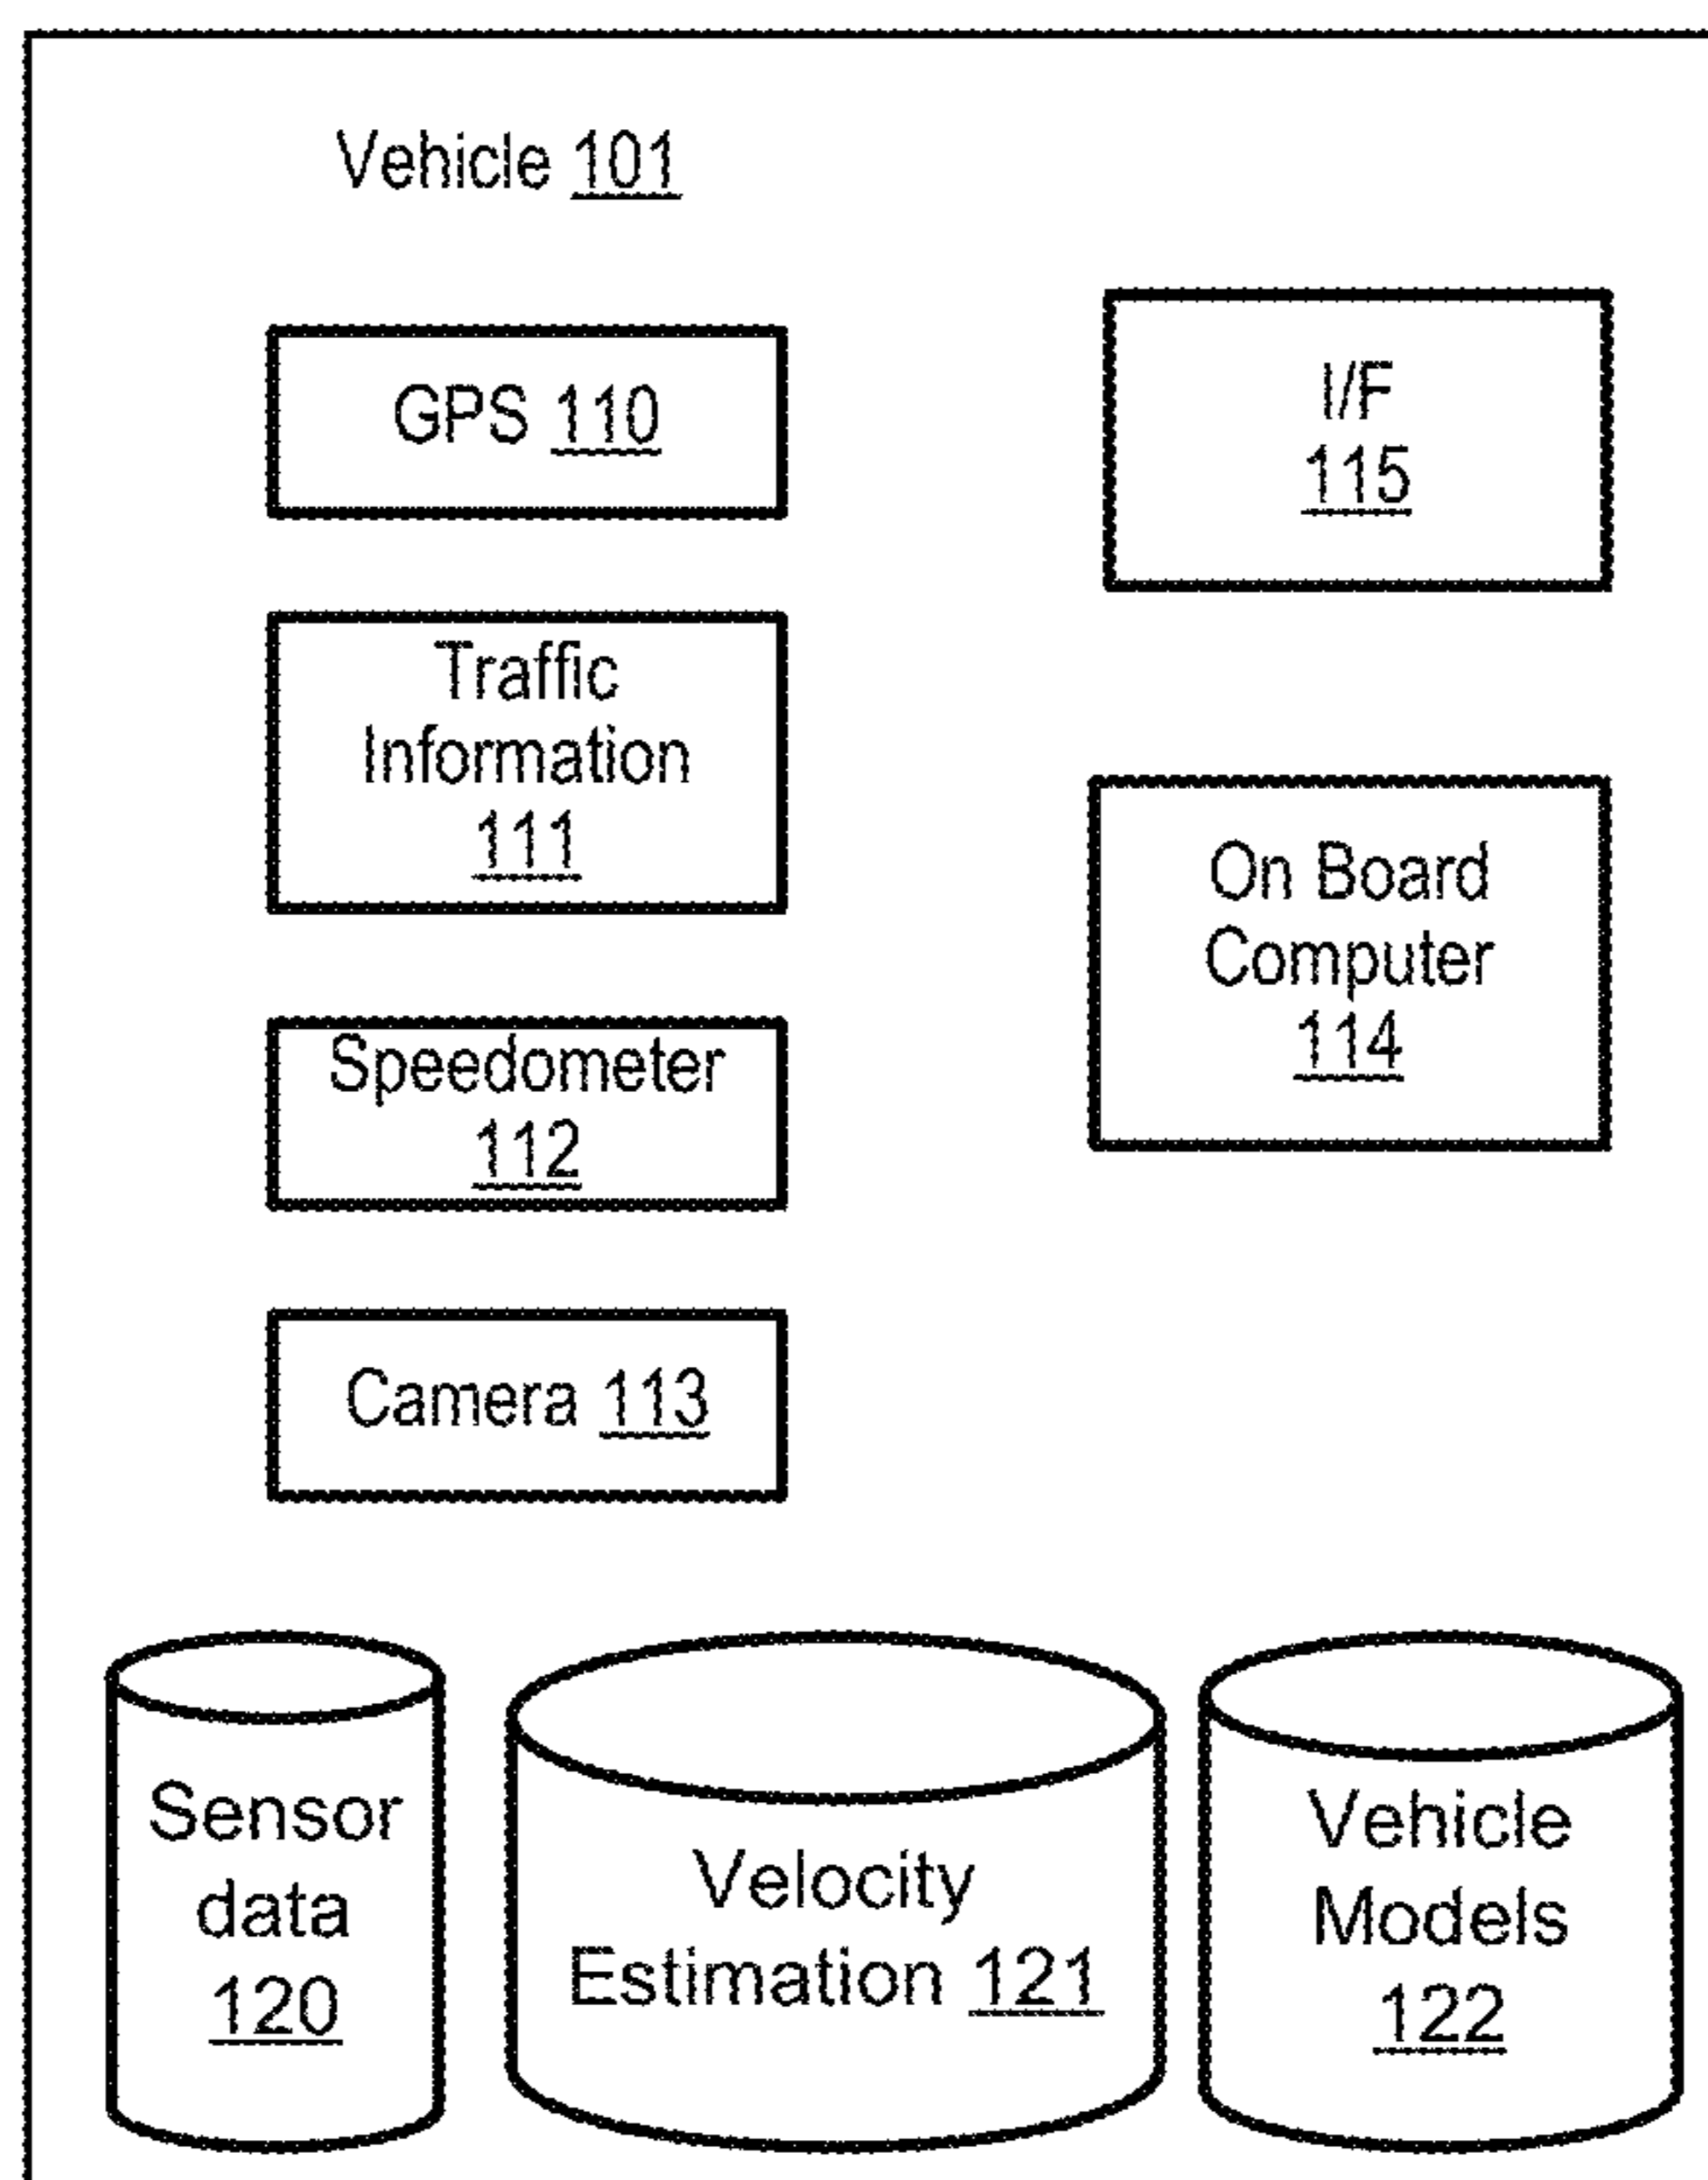 Vehicle 101
GPS 110
I/F
115
Traffic
Information
111
On Board
Computer
114
Speedometer
112
Camera 113
Sensor
data
120
Velocity
Estimation 121
Vehicle
Models
122